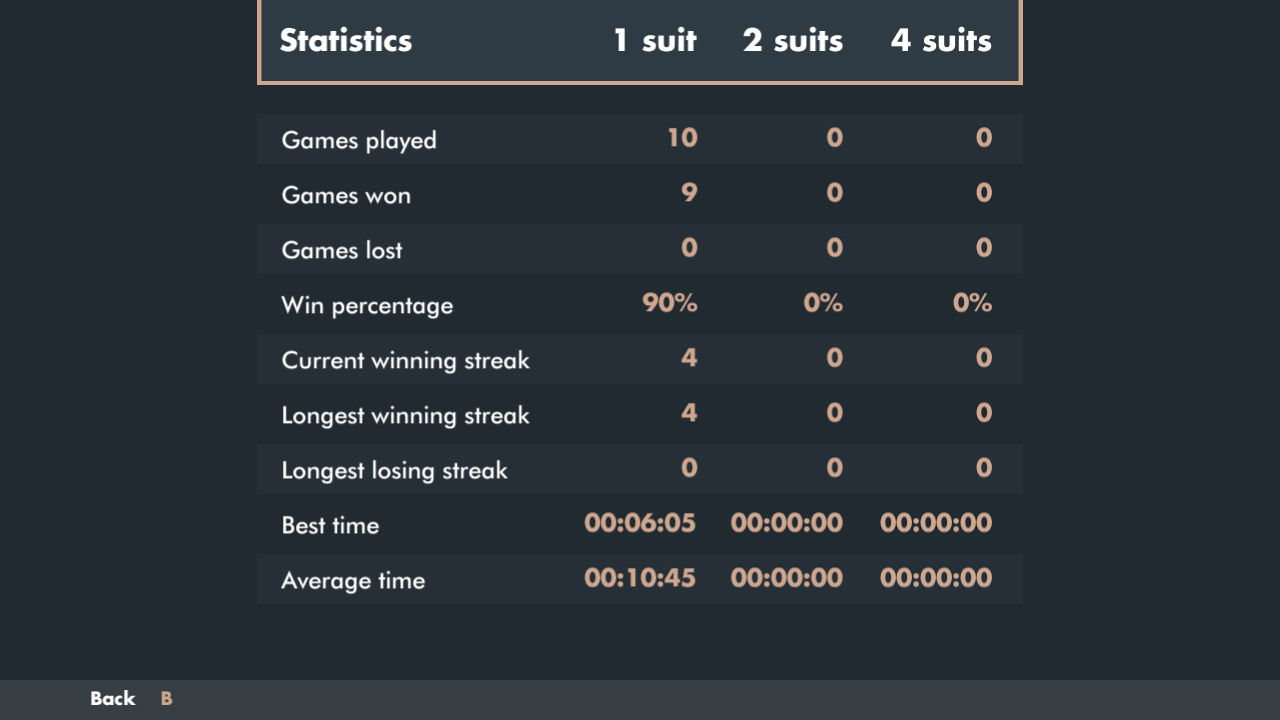 Statistics 1 suit 2 suits 4 suits
Games played 10 0 0
Games won 9 0 0
Games lost 0 0 0
Win percentage 90% 0% 0%
Current winning streak 4 0 0
Longest winning streak 4 0 0
Longest losing streak 0 0 0
Best time 00:06:05 00:00:00 00:00:00
Average time 00:10:45 00:00:00 00:00:00
Back B